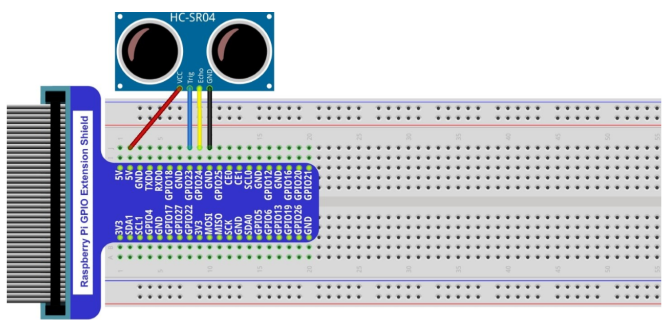 HC-SR04
VCC
Trig
Echo
GND
Raspberry Pi GPIO Extension Shield
5V
5V
GND
TXD0
RXD0
GPIO18
GND
GPIO23
GPIO24
GND
GPIO25
CE0
CE1
SCL0
GND
GPIO12
GND
GPIO16
GPIO20
GPIO21
3V3
SDA1
SCL1
GPIO4
GND
GPIO17
GPIO27
GPIO22
3V3
MOSI
MISO
SCK
GND
SDA0
GPIO5
GPIO6
GPIO13
GPIO19
GPIO26
GND